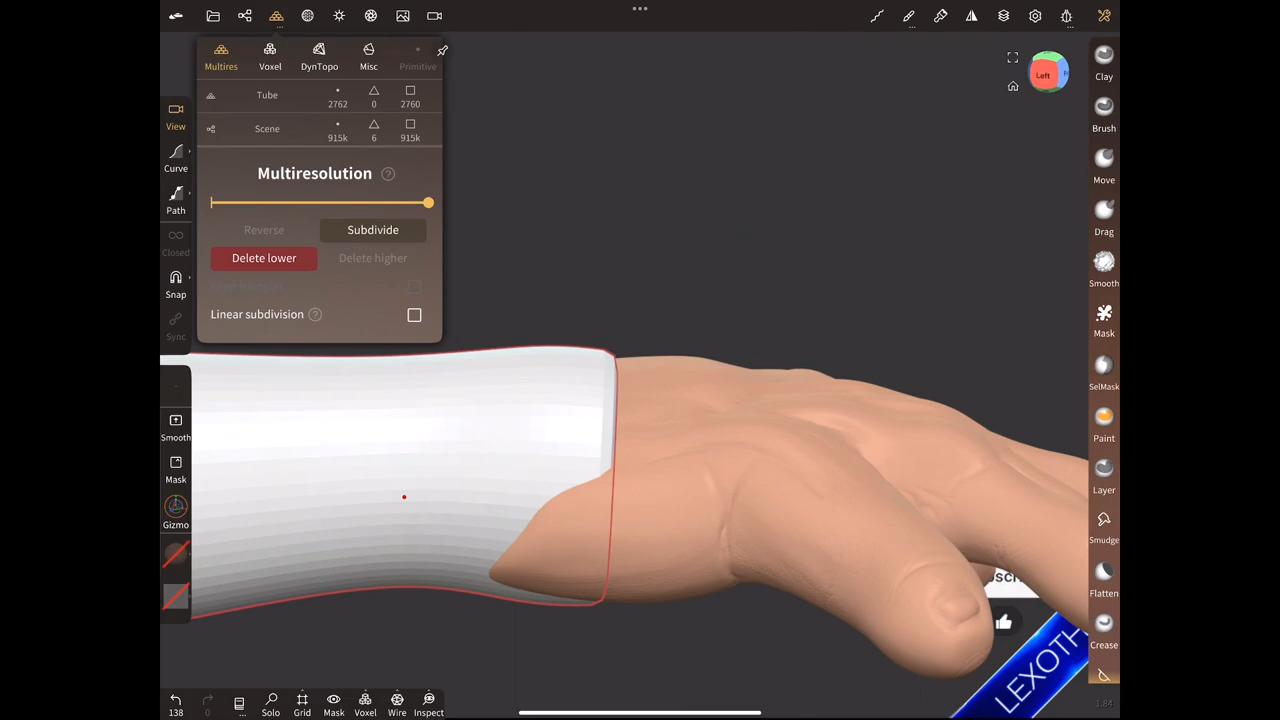 Multires
Voxel
DynTopo
Misc
Primitive
Tube
2762
0
2760
Scene
915k
6
915k
Multiresolution
Reverse
Subdivide
Delete lower
Delete higher
Linear subdivision
View
Curve
Path
Closed
Snap
Sync
Smooth
Mask
Gizmo
138
0
Solo
Grid
Mask
Voxel
Wire
Inspect
Left
Clay
Brush
Move
Drag
Smooth
Mask
SelMask
Paint
Layer
Smudge
Flatten
Crease
1.84
LEXOTH